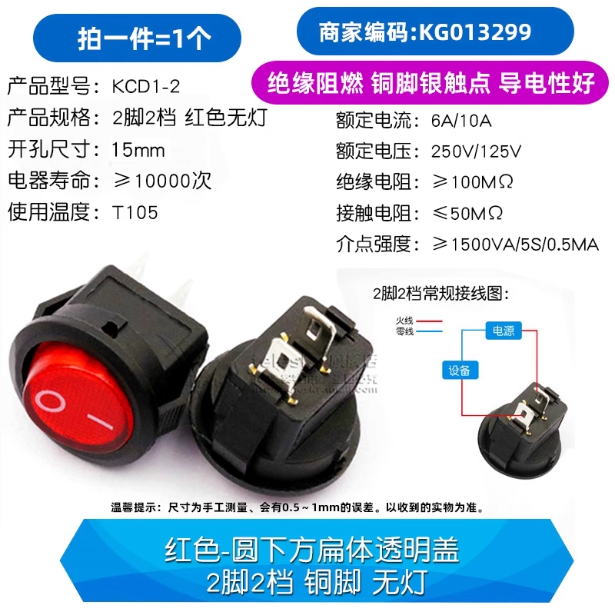 拍一件=1个
商家编码:KG013299
绝缘阻燃 铜脚银触点 导电性好
产品型号: KCD1-2
产品规格: 2脚2档 红色无灯
开孔尺寸: 15mm
电器寿命: ≥10000次
使用温度: T105
额定电流: 6A/10A
额定电压: 250V/125V
绝缘电阻: ≥100MΩ
接触电阻: ≤50MΩ
介点强度: ≥1500VA/5S/0.5MA
2脚2档常规接线图:
火线
零线
电源
设备
O —
温馨提示: 尺寸为手工测量、会有0.5~1mm的误差。以收到的实物为准。
红色-圆下方扁体透明盖
2脚2档 铜脚 无灯